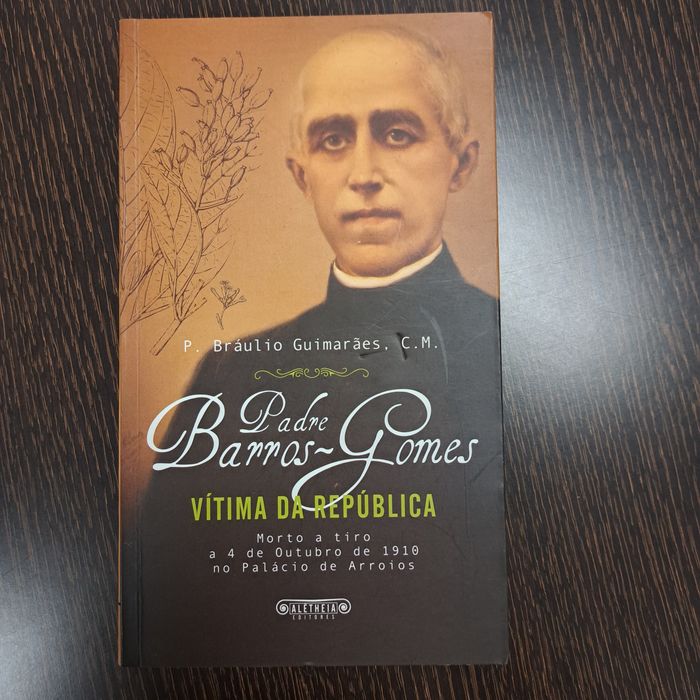 P. Bráulio Guimarães, C.M.
Padre
Barros~Gomes
VÍTIMA DA REPÚBLICA
Morto a tiro
a 4 de Outubro de 1910
no Palácio de Arroios
ALÊTHEIA
EDITORES